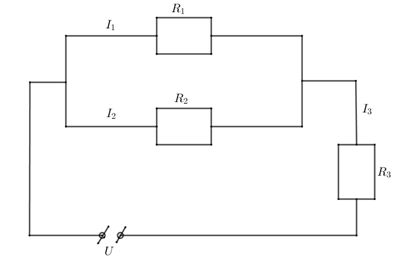 R₁
I₁
R₂
I₂
I₃
R₃
U